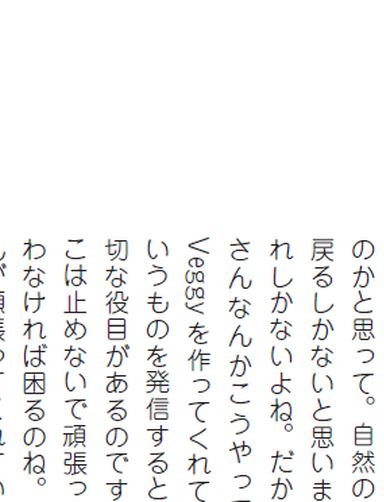 のかと思って。自然の
戻るしかないと思いま
れしかないよね。だか
さんなんかこうやって
Veggyを作ってくれて
いうものを発信すると
切な役目があるのです
こは止めないで頑張っ
わなければ困るのね。